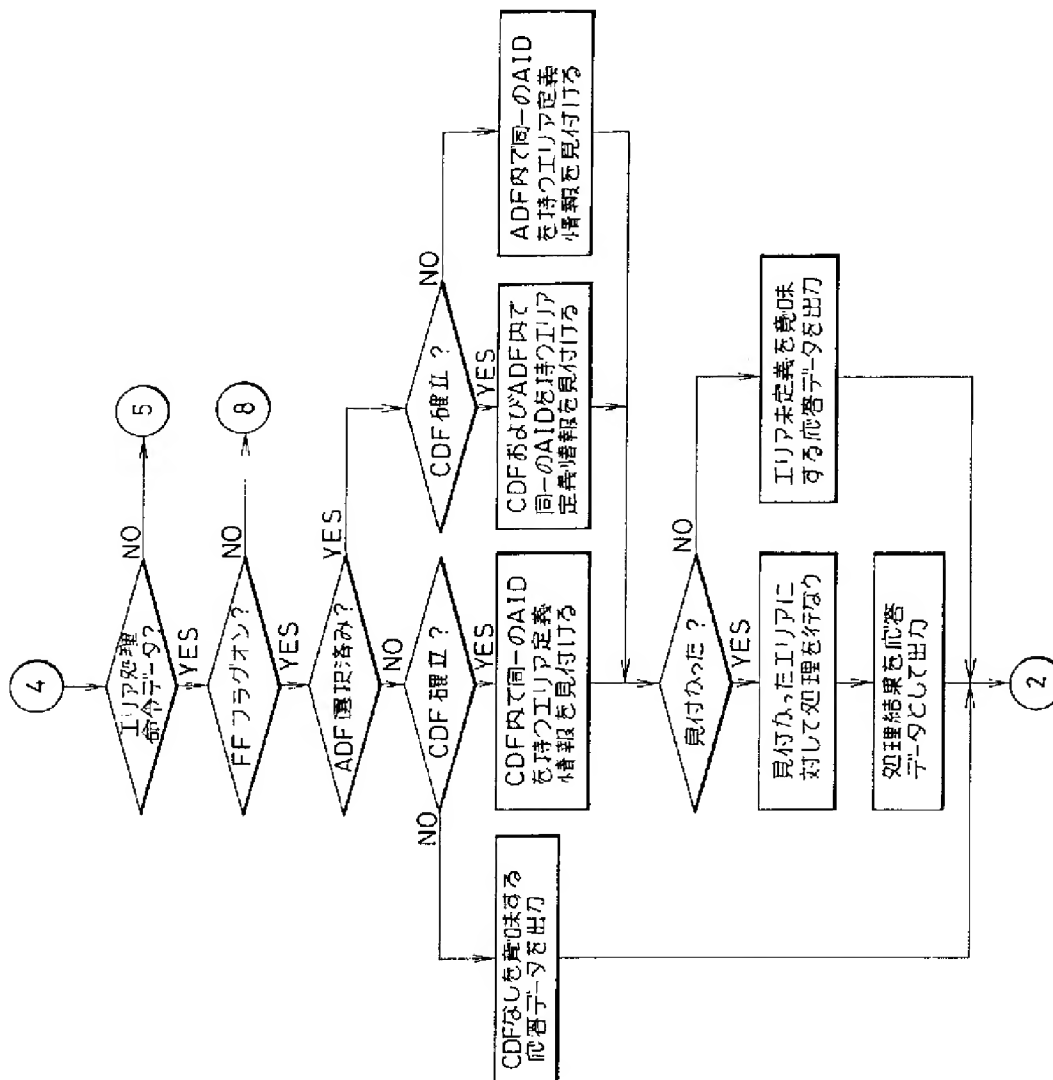 4
エリア処理
命令データ?
NO
5
YES
FFフラグオン?
NO
8
YES
ADF選択済み?
YES
NO
CDF確立?
NO
YES
CDF確立?
NO
YES
CDFなしを意味する
応答データを出力
CDF内で同一のAID
を持つエリア定義
情報を見付ける
CDFおよびADF内で
同一のAIDを持つエリア
定義情報を見付ける
ADF内で同一のAID
を持つエリア定義
情報を見付ける
見付かった?
NO
YES
見付かったエリアに
対して処理を行なり
エリア未定義を意味
する応答データを出力
処理結果を応答
データとして出力
2